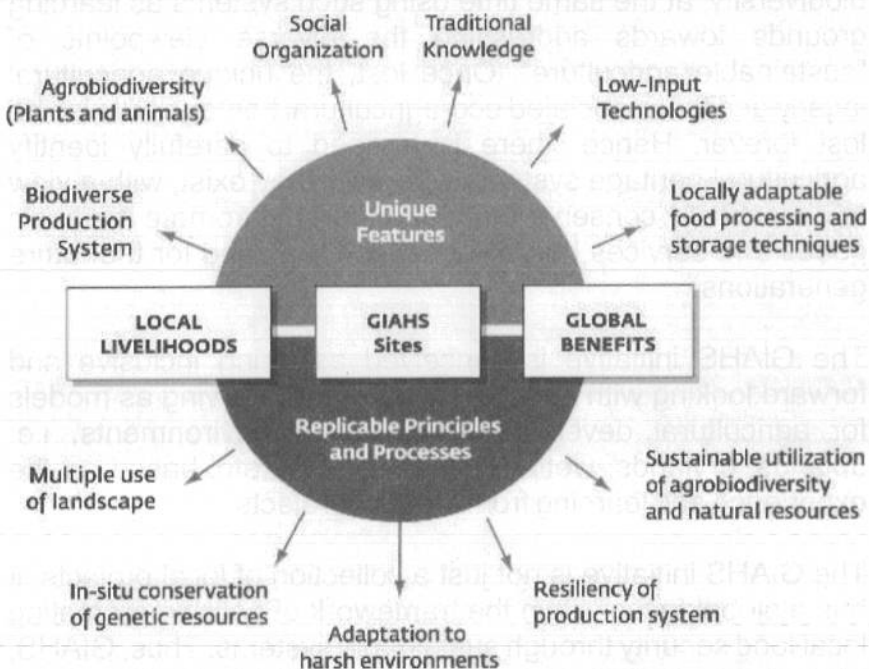 Social
Organization
Traditional
Knowledge
Agrobiodiversity
(Plants and animals)
Low-Input
Technologies
Biodiverse
Production
System
Unique
Features
Locally adaptable
food processing and
storage techniques
LOCAL
LIVELIHOODS
GIAHS
Sites
GLOBAL
BENEFITS
Replicable Principles
and Processes
Multiple use
of landscape
Sustainable utilization
of agrobiodiversity
and natural resources
In-situ conservation
of genetic resources
Adaptation to
harsh environments
Resiliency of
production system